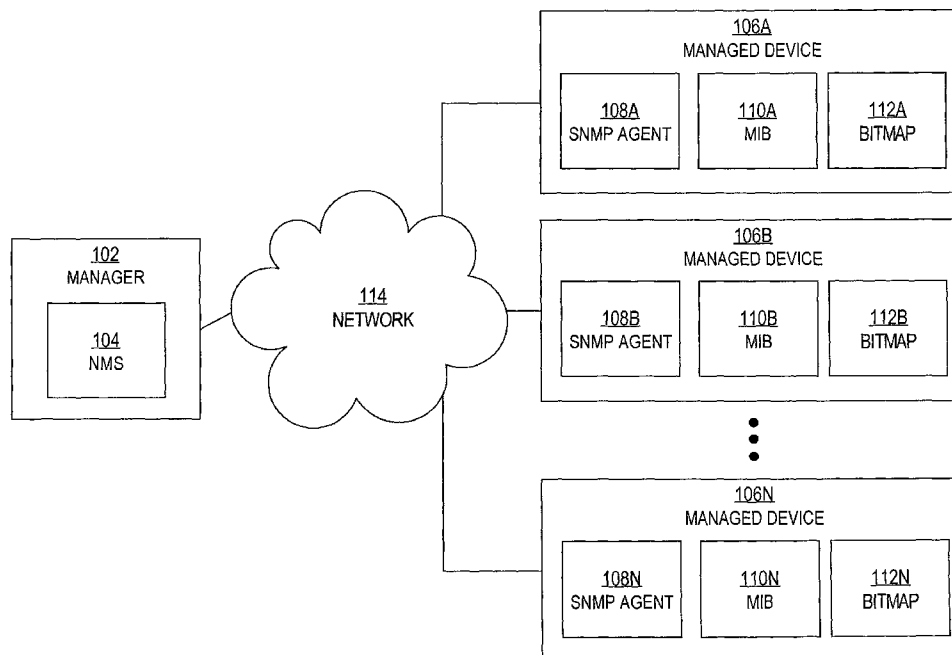 102
MANAGER
104
NMS
114
NETWORK
106A
MANAGED DEVICE
108A
SNMP AGENT
110A
MIB
112A
BITMAP
106B
MANAGED DEVICE
108B
SNMP AGENT
110B
MIB
112B
BITMAP
106N
MANAGED DEVICE
108N
SNMP AGENT
110N
MIB
112N
BITMAP